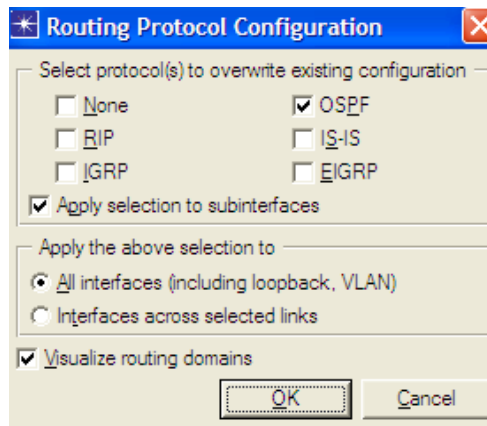 Routing Protocol Configuration
Select protocol(s) to overwrite existing configuration
None
OSPF
RIP
IS-IS
IGRP
EIGRP
Apply selection to subinterfaces
Apply the above selection to
All interfaces (including loopback, VLAN)
Interfaces across selected links
Visualize routing domains
OK
Cancel